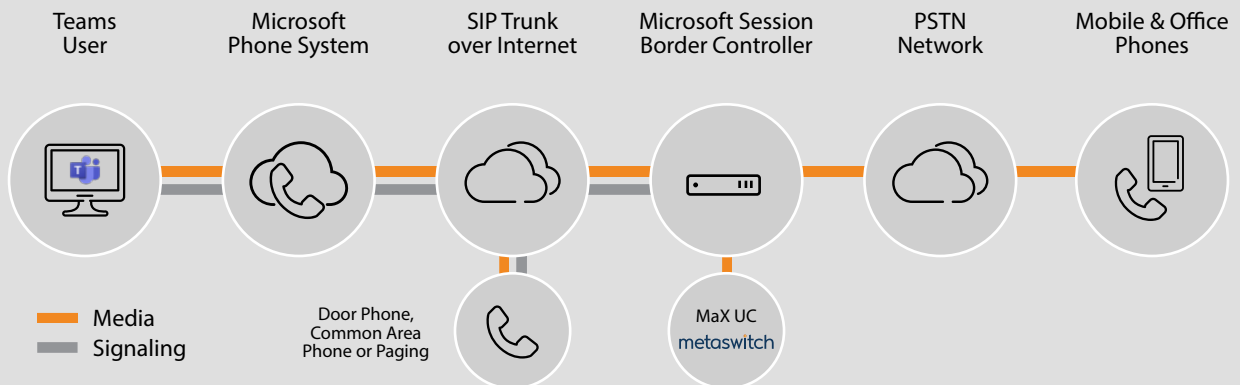 Teams
User
Microsoft
Phone System
SIP Trunk
over Internet
Microsoft Session
Border Controller
PSTN
Network
Mobile & Office
Phones
T
Media
Signaling
Door Phone,
Common Area
Phone or Paging
MaX UC
metaswitch